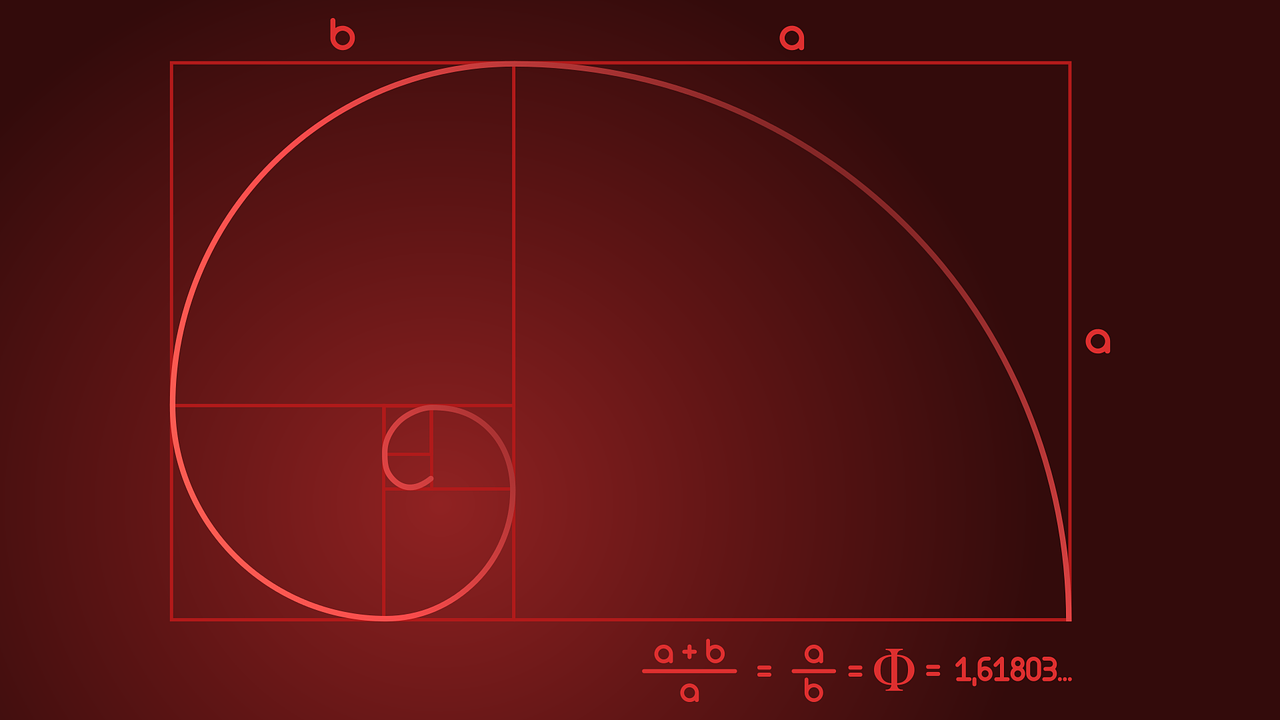 b a
a
a + b / a = a / b = Φ = 1,61803...